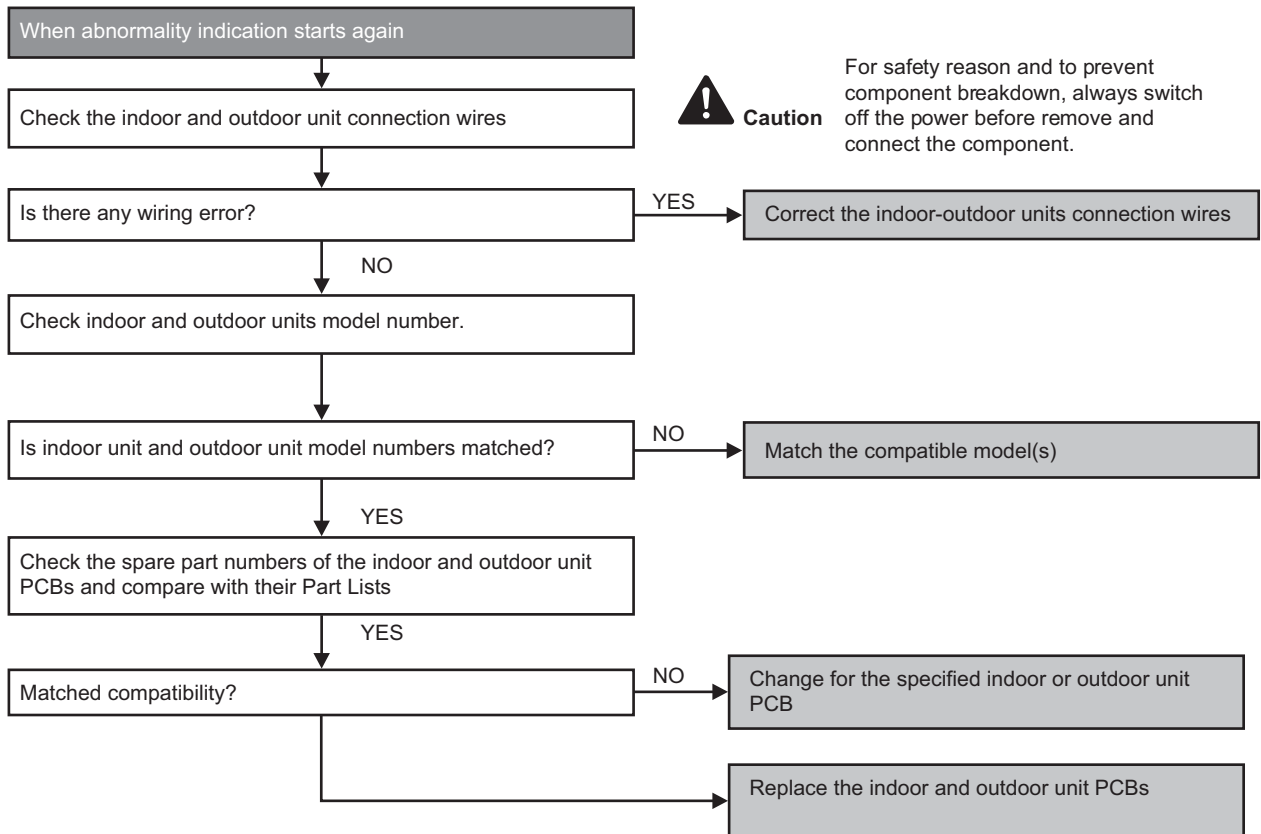 When abnormality indication starts again
Check the indoor and outdoor unit connection wires
For safety reason and to prevent
component breakdown, always switch
off the power before remove and
connect the component.
Caution
Is there any wiring error?
YES
Correct the indoor-outdoor units connection wires
NO
Check indoor and outdoor units model number.
Is indoor unit and outdoor unit model numbers matched?
NO
Match the compatible model(s)
YES
Check the spare part numbers of the indoor and outdoor unit
PCBs and compare with their Part Lists
YES
Matched compatibility?
NO
Change for the specified indoor or outdoor unit
PCB
Replace the indoor and outdoor unit PCBs